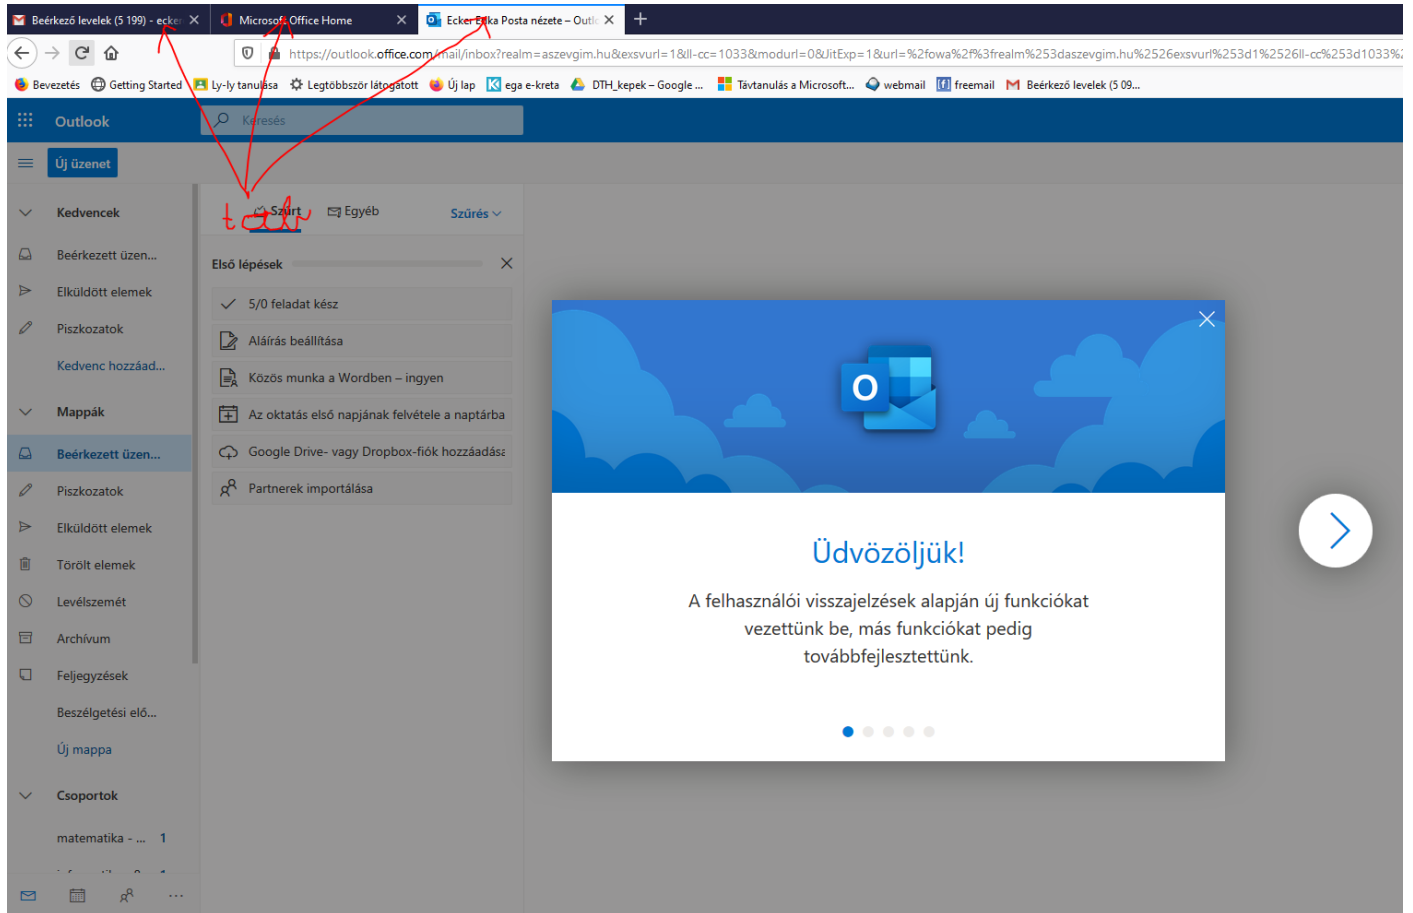 Beérkező levelek (5 199) - ecker
Microsoft Office Home
Ecker Erika Posta nézete – Outlo
https://outlook.office.com/mail/inbox?realm=aszevgim.hu&exsvurl=1&ll-cc=1033&modurl=0&JitExp=1&url=%2fowa%2f%3frealm%253daszevgim.hu%2526exsvurl%253d1%2526ll-cc%253d1033%2
Bevezetés Getting Started Ly-ly tanulása Legtöbbször látogatott Új lap ega e-kreta DTH_kepek – Google ... Távtanulás a Microsoft... webmail freemail Beérkező levelek (5 09...
Outlook
Keresés
Új üzenet
Kedvencek
Beérkezett üzen...
Elküldött elemek
Piszkozatok
Kedvenc hozzáad...
Mappák
Beérkezett üzen...
Piszkozatok
Elküldött elemek
Törölt elemek
Levélszemét
Archívum
Feljegyzések
Beszélgetési elő...
Új mappa
Csoportok
matematika - ... 1
Szűrt
Egyéb
Szűrés
Első lépések
5/0 feladat kész
Aláírás beállítása
Közös munka a Wordben – ingyen
Az oktatás első napjának felvétele a naptárba
Google Drive- vagy Dropbox-fiók hozzáadása
Partnerek importálása
Üdvözöljük!
A felhasználói visszajelzések alapján új funkciókat
vezettünk be, más funkciókat pedig
továbbfejlesztettünk.